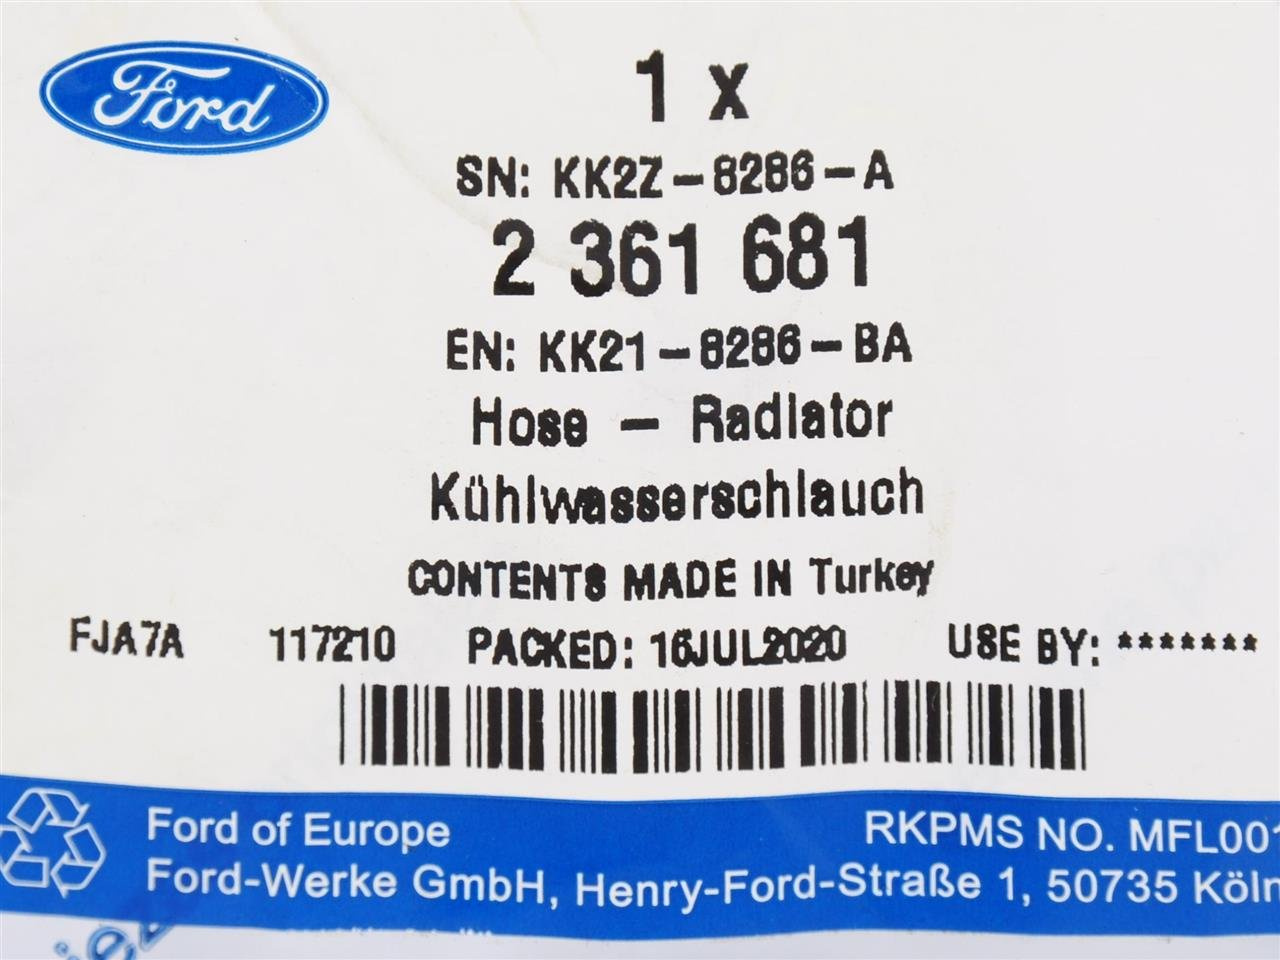 Ford
1 x
SN: KK2Z-8286-A
2 361 681
EN: KK21-8286-BA
Hose - Radiator
Kühlwasserschlauch
CONTENTS MADE IN Turkey
FJA7A 117210 PACKED: 16JUL2020 USE BY: *******
Ford of Europe RKPMS NO. MFL001
Ford-Werke GmbH, Henry-Ford-Straße 1, 50735 Köln